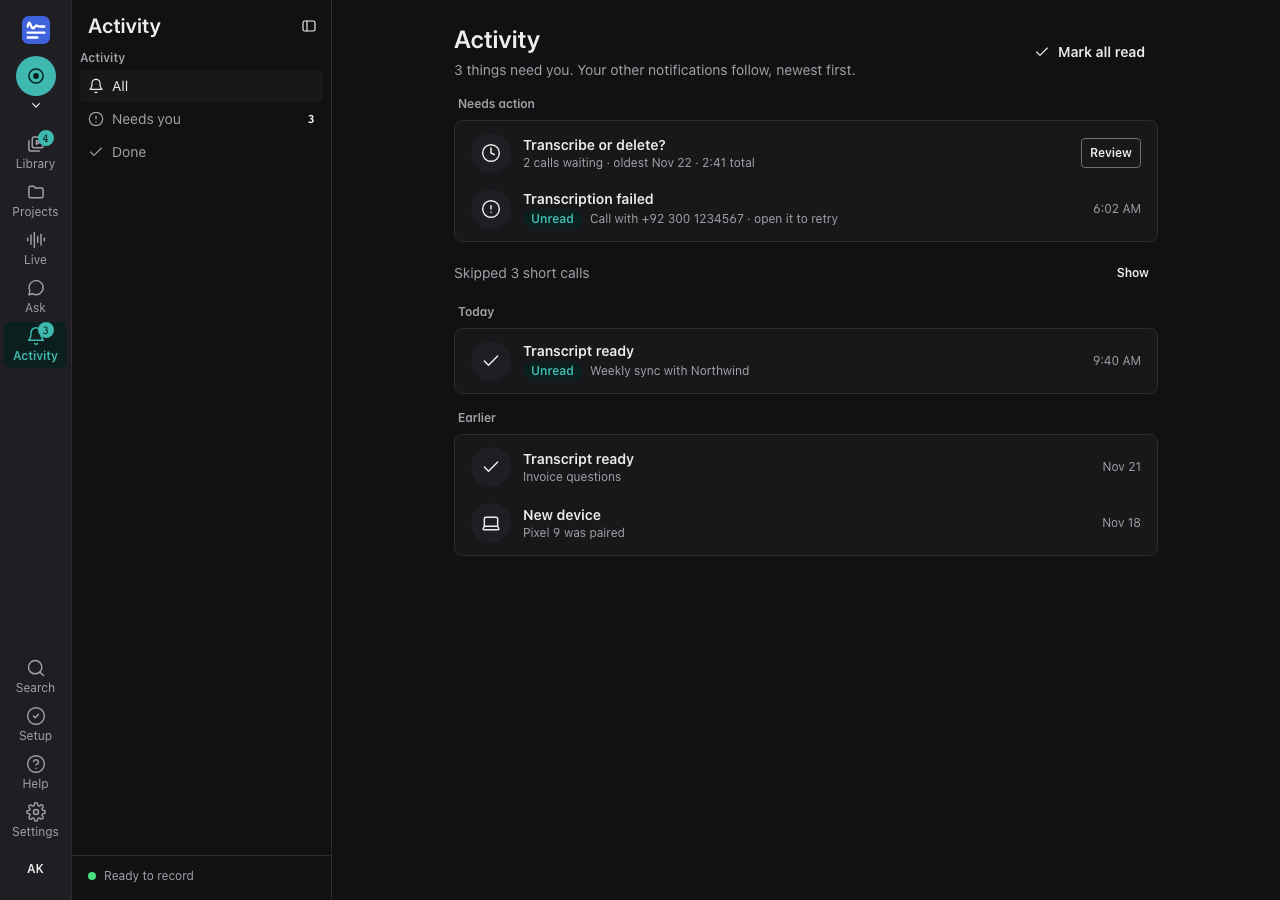 Library
4
Projects
Live
Ask
Activity
3
Search
Setup
Help
Settings
AK
Activity
Activity
All
Needs you
3
Done
Ready to record
Activity
3 things need you. Your other notifications follow, newest first.
Mark all read
Needs action
Transcribe or delete?
2 calls waiting · oldest Nov 22 · 2:41 total
Review
Transcription failed
Unread Call with +92 300 1234567 · open it to retry
6:02 AM
Skipped 3 short calls
Show
Today
Transcript ready
Unread Weekly sync with Northwind
9:40 AM
Earlier
Transcript ready
Invoice questions
Nov 21
New device
Pixel 9 was paired
Nov 18